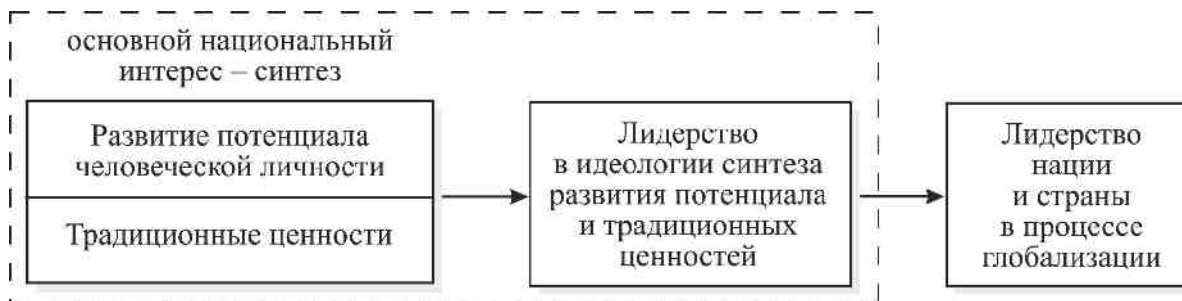 основной национальный
интерес – синтез
Развитие потенциала
человеческой личности
Традиционные ценности
Лидерство
в идеологии синтеза
развития потенциала
и традиционных
ценностей
Лидерство
нации
и страны
в процессе
глобализации